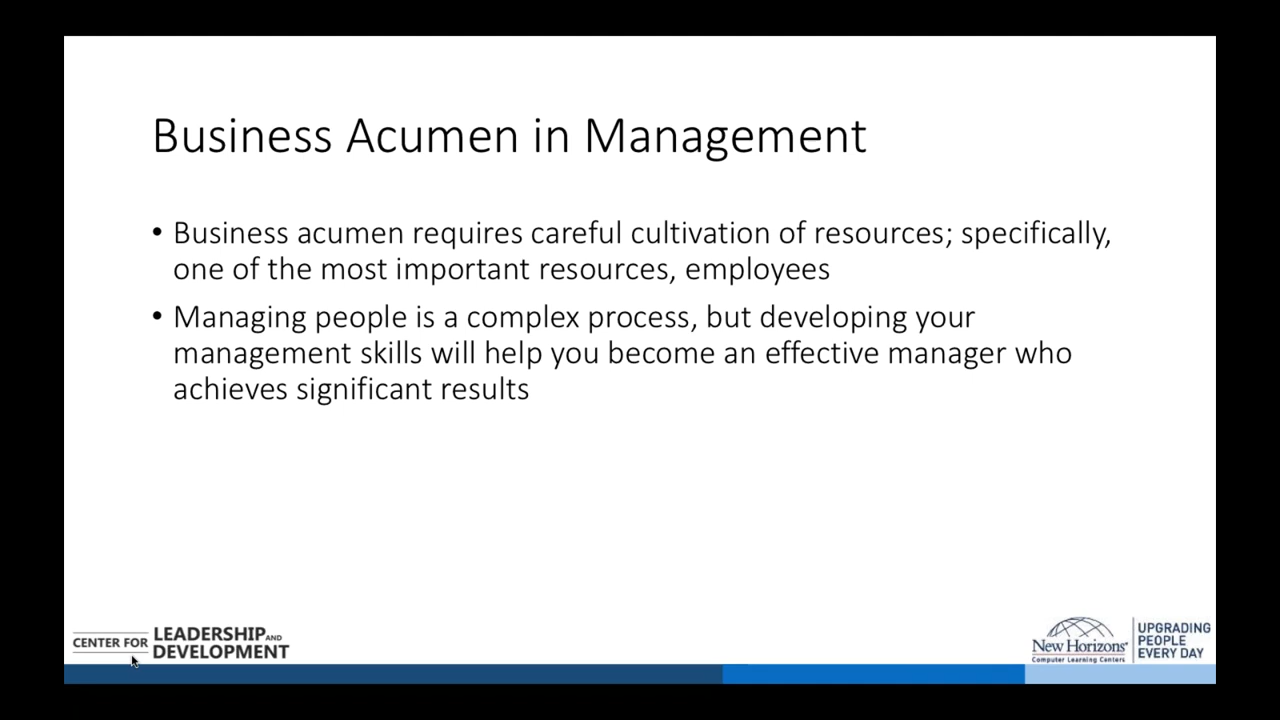 Business Acumen in Management
• Business acumen requires careful cultivation of resources; specifically,
one of the most important resources, employees
• Managing people is a complex process, but developing your
management skills will help you become an effective manager who
achieves significant results
CENTER FOR LEADERSHIP AND
DEVELOPMENT
New Horizons®
Computer Learning Centers
UPGRADING
PEOPLE
EVERY DAY